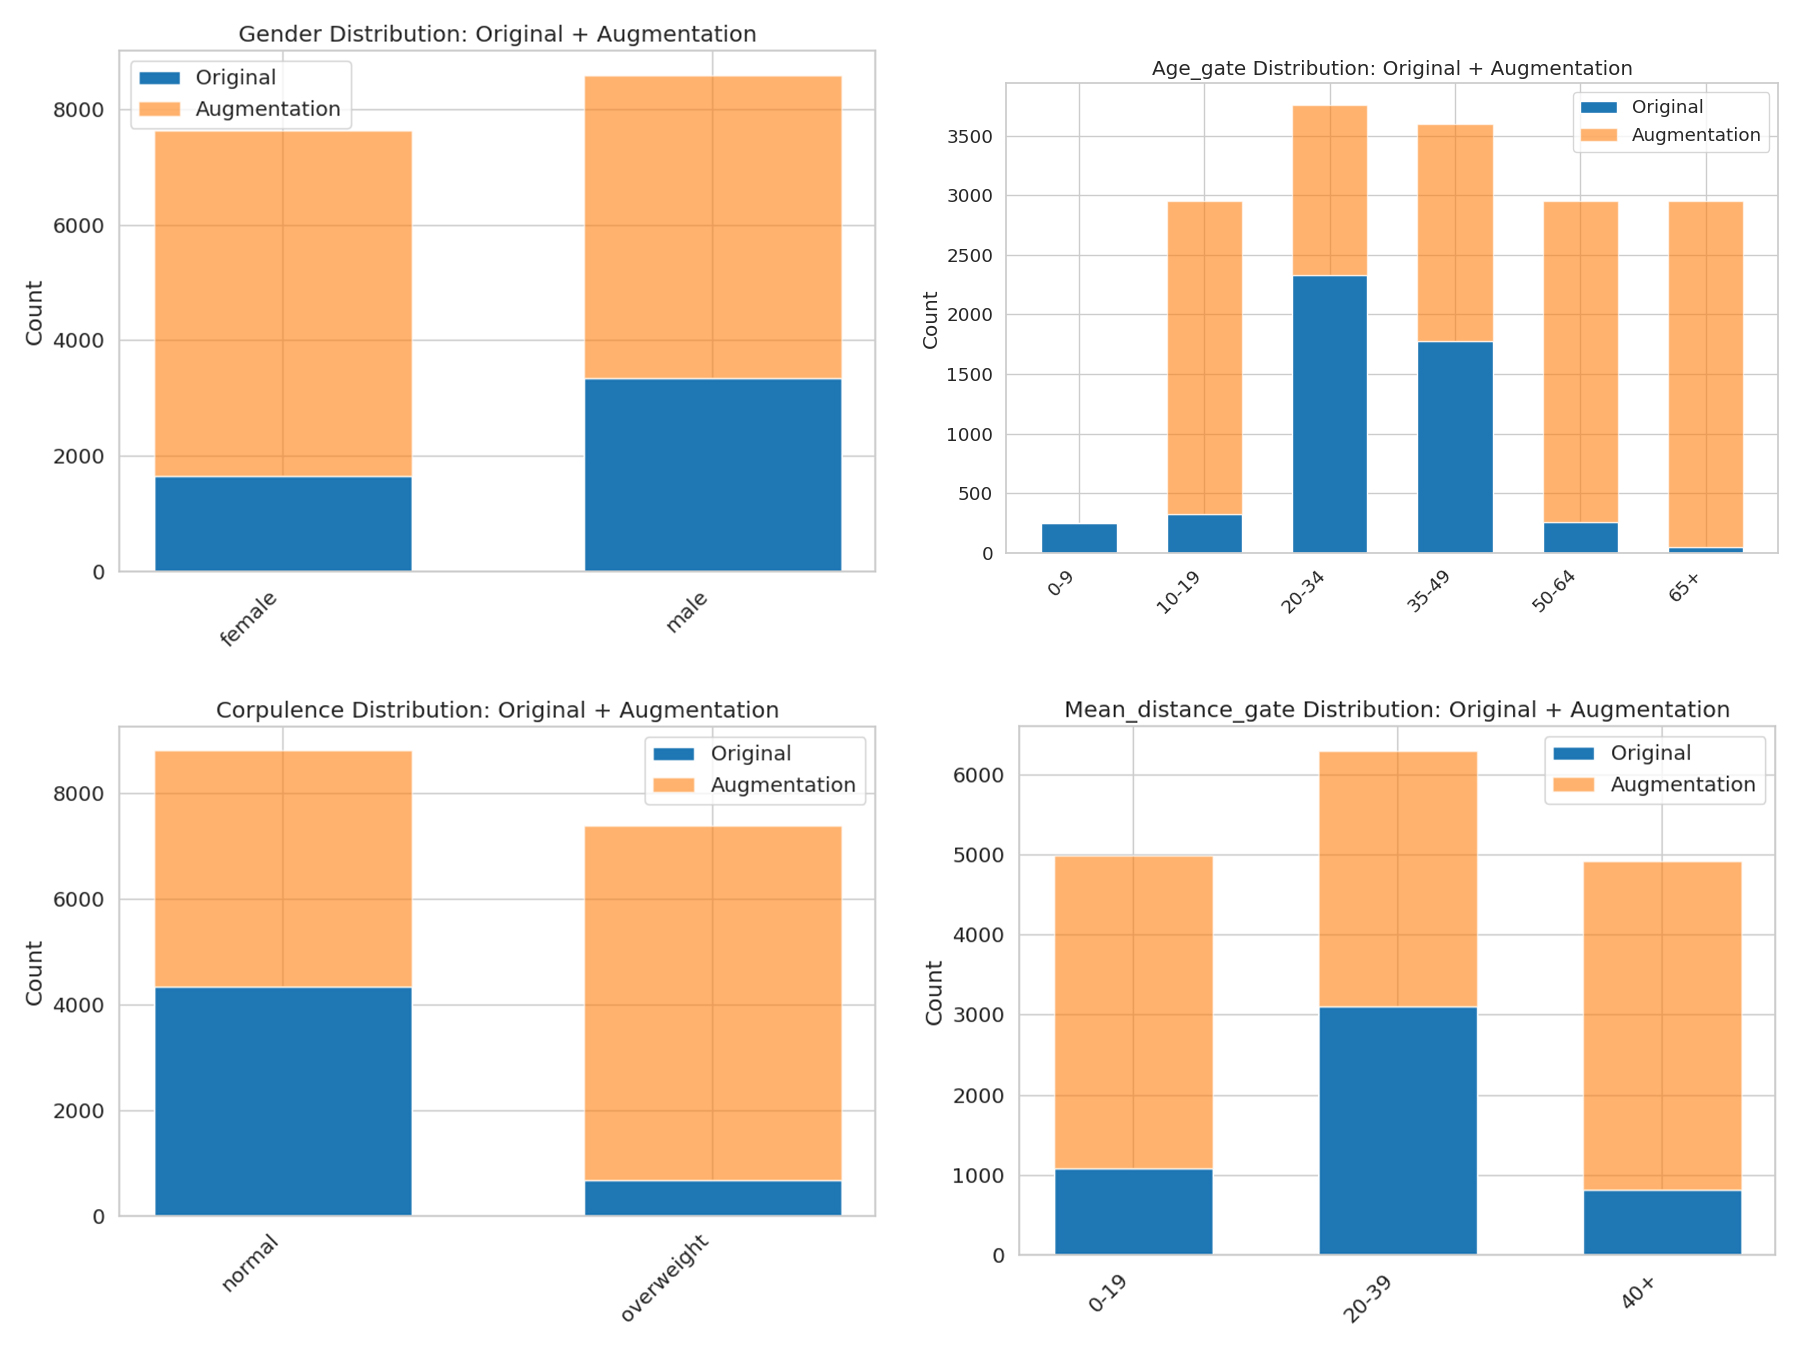 Gender Distribution: Original + Augmentation
Original
Augmentation
8000
6000
4000
2000
0
Count
female
male
Age_gate Distribution: Original + Augmentation
Original
Augmentation
3500
3000
2500
2000
1500
1000
500
0
Count
0-9
10-19
20-34
35-49
50-64
65+
Corpulence Distribution: Original + Augmentation
Original
Augmentation
8000
6000
4000
2000
0
Count
normal
overweight
Mean_distance_gate Distribution: Original + Augmentation
Original
Augmentation
6000
5000
4000
3000
2000
1000
0
Count
0-19
20-39
40+